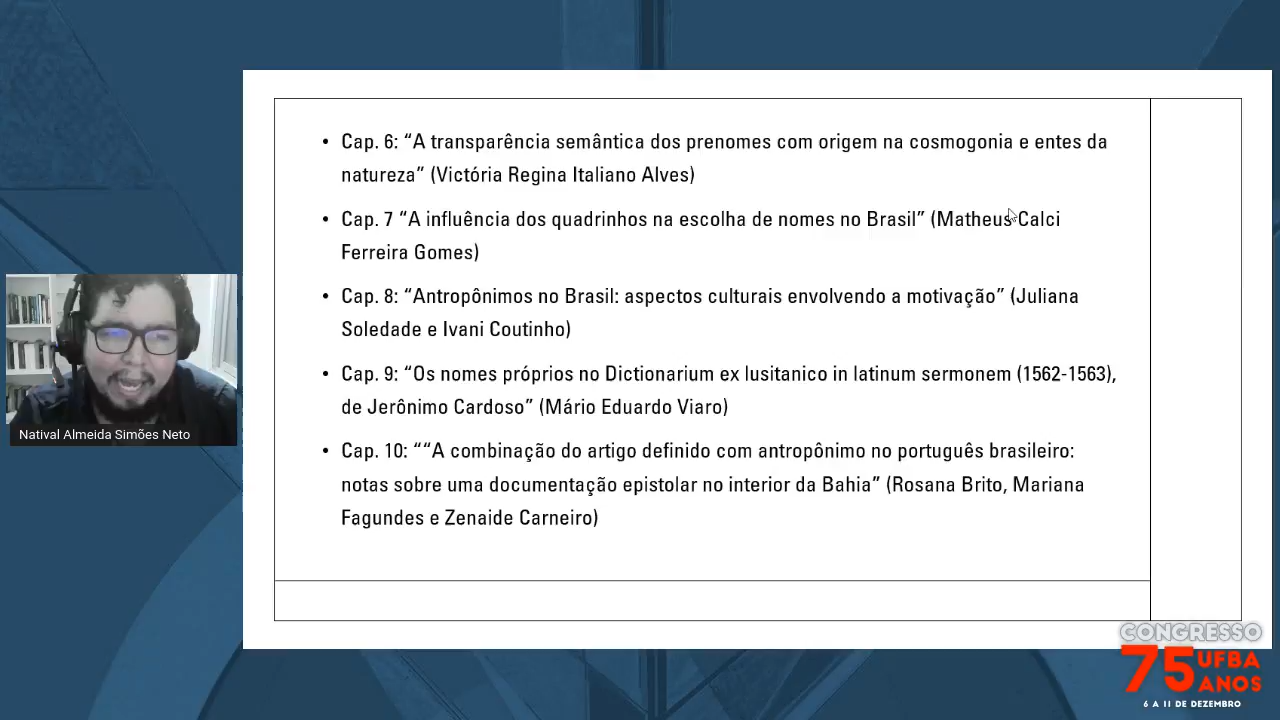 • Cap. 6: “A transparência semântica dos prenomes com origem na cosmogonia e entes da
natureza” (Victória Regina Italiano Alves)
• Cap. 7 “A influência dos quadrinhos na escolha de nomes no Brasil” (Matheus Calci
Ferreira Gomes)
• Cap. 8: “Antropônimos no Brasil: aspectos culturais envolvendo a motivação” (Juliana
Soledade e Ivani Coutinho)
• Cap. 9: “Os nomes próprios no Dictionarium ex lusitanico in latinum sermonem (1562-1563),
de Jerônimo Cardoso” (Mário Eduardo Viaro)
• Cap. 10: ““A combinação do artigo definido com antropônimo no português brasileiro:
notas sobre uma documentação epistolar no interior da Bahia” (Rosana Brito, Mariana
Fagundes e Zenaide Carneiro)
Natival Almeida Simões Neto
CONGRESSO
75 UFBA
ANOS
6 A 11 DE DEZEMBRO